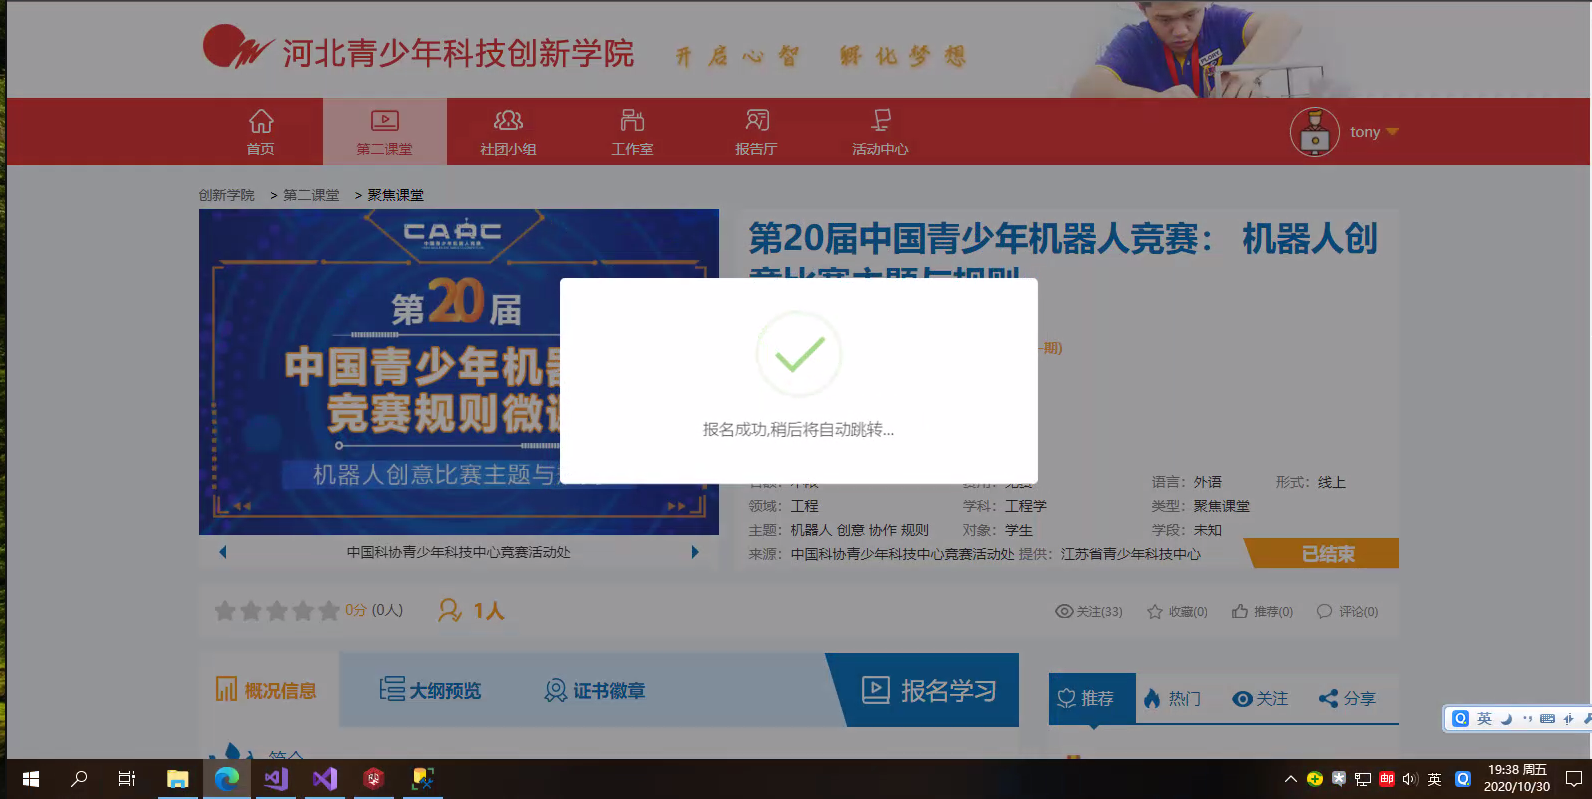 河北青少年科技创新学院
开启心智 孵化梦想
首页
第二课堂
社团小组
工作室
报告厅
活动中心
tony
创新学院 > 第二课堂 > 聚焦课堂
CARC
第20届
中国青少年机器
竞赛规则微
机器人创意比赛主题与
中国科协青少年科技中心竞赛活动处
第20届中国青少年机器人竞赛： 机器人创
意比赛主题与规则
期)
报名成功,稍后将自动跳转...
语言： 外语 形式： 线上
领域： 工程 学科： 工程学 类型： 聚焦课堂
主题： 机器人 创意 协作 规则 对象： 学生 学段： 未知
来源： 中国科协青少年科技中心竞赛活动处 提供： 江苏省青少年科技中心
已结束
0分 (0人) 1人
关注(33) 收藏(0) 推荐(0) 评论(0)
概况信息 大纲预览 证书徽章 报名学习
推荐 热门 关注 分享
简介
英
英
19:38 周五
2020/10/30